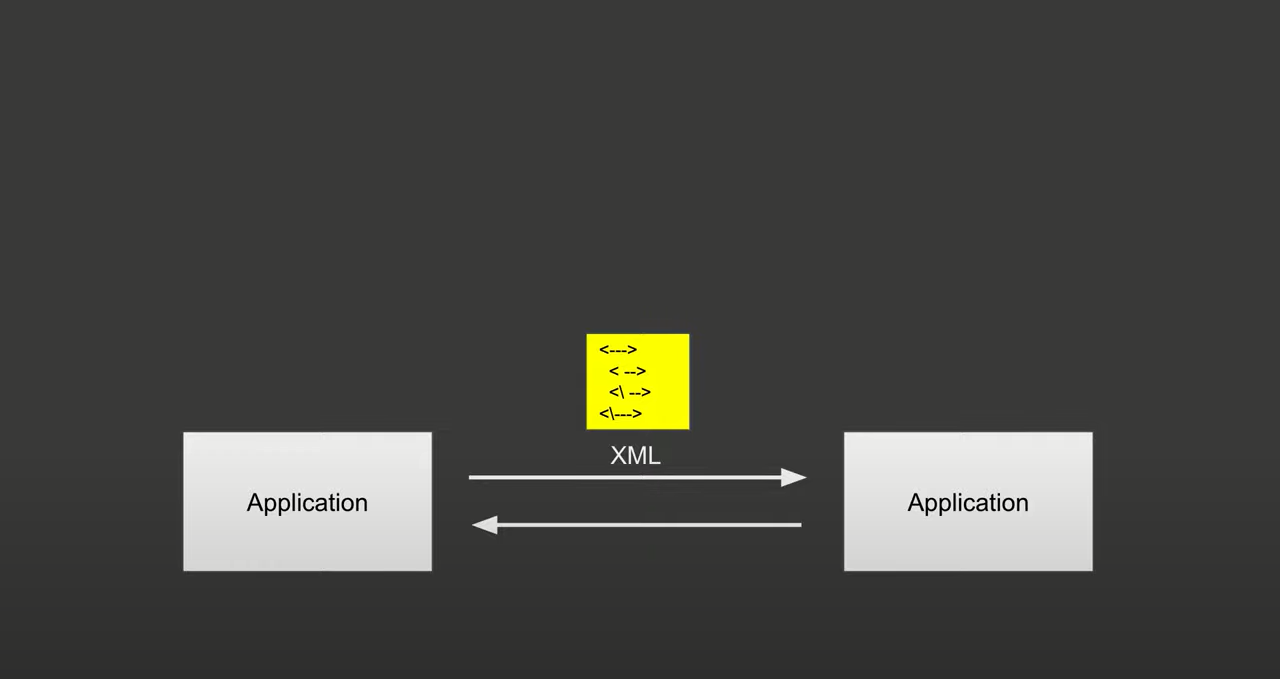 <--->
< -->
<\ -->
<\--->
XML
Application
Application